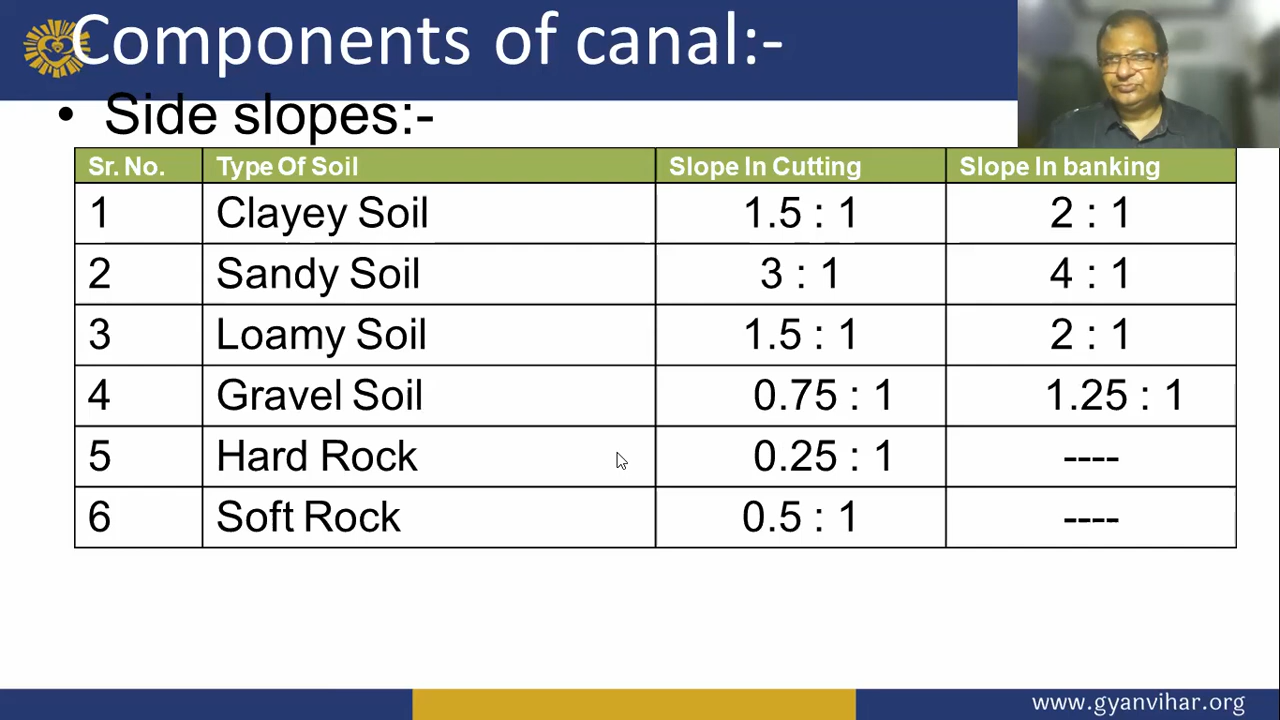 Components of canal:-
• Side slopes:-
Sr. No. Type Of Soil Slope In Cutting Slope In banking
1 Clayey Soil 1.5 : 1 2 : 1
2 Sandy Soil 3 : 1 4 : 1
3 Loamy Soil 1.5 : 1 2 : 1
4 Gravel Soil 0.75 : 1 1.25 : 1
5 Hard Rock 0.25 : 1 ----
6 Soft Rock 0.5 : 1 ----
www.gyanvihar.org